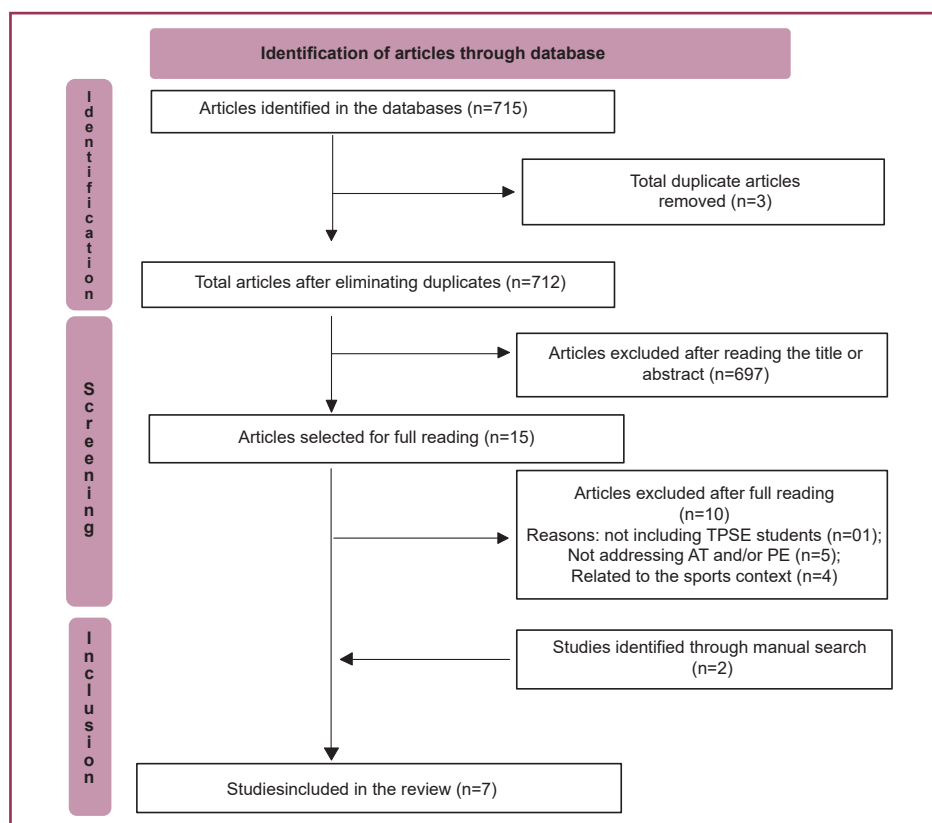 Identification of articles through database
Identification
Articles identified in the databases (n=715)
Total duplicate articles
removed (n=3)
Total articles after eliminating duplicates (n=712)
Screening
Articles excluded after reading the title or
abstract (n=697)
Articles selected for full reading (n=15)
Articles excluded after full reading
(n=10)
Reasons: not including TPSE students (n=01);
Not addressing AT and/or PE (n=5);
Related to the sports context (n=4)
Inclusion
Studies identified through manual search
(n=2)
Studiesincluded in the review (n=7)